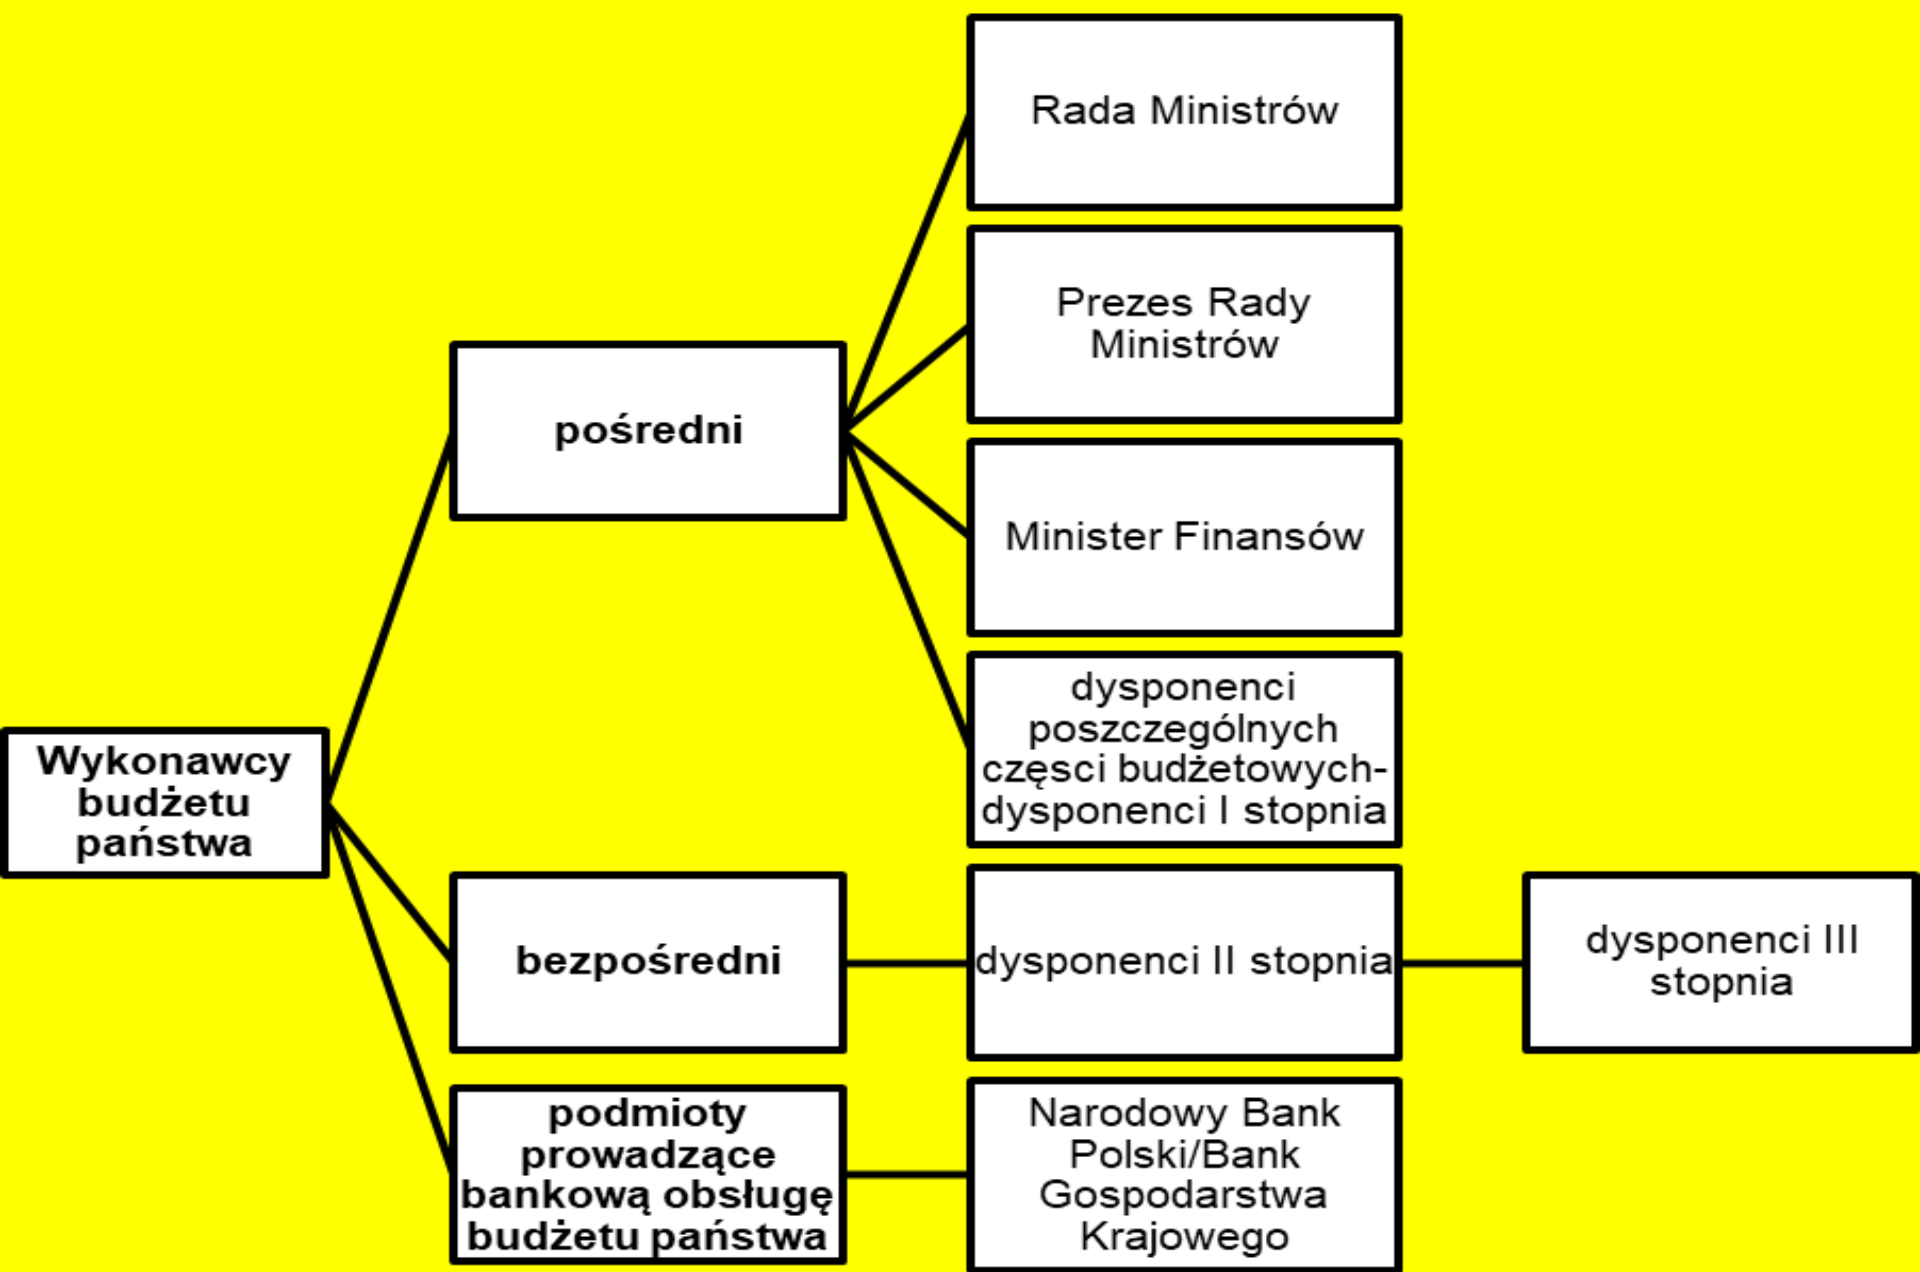 Wykonawcy
budżetu
państwa
pośredni
Rada Ministrów
Prezes Rady
Ministrów
Minister Finansów
dysponenci
poszczególnych
częsci budżetowych-
dysponenci I stopnia
bezpośredni
dysponenci II stopnia
dysponenci III
stopnia
podmioty
prowadzące
bankową obsługę
budżetu państwa
Narodowy Bank
Polski/Bank
Gospodarstwa
Krajowego